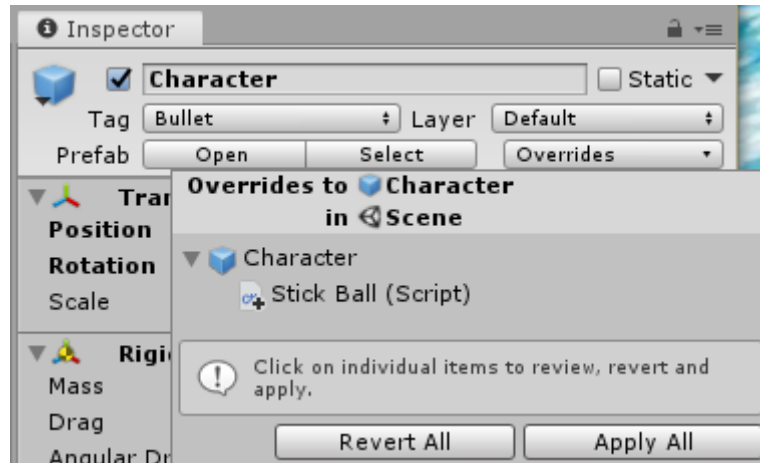 Inspector
Character Static
Tag Bullet Layer Default
Prefab Open Select Overrides
Overrides to Character
in Scene
Position
Rotation
Scale
Character
Stick Ball (Script)
Mass
Drag
Click on individual items to review, revert and
apply.
Revert All Apply All
Angular